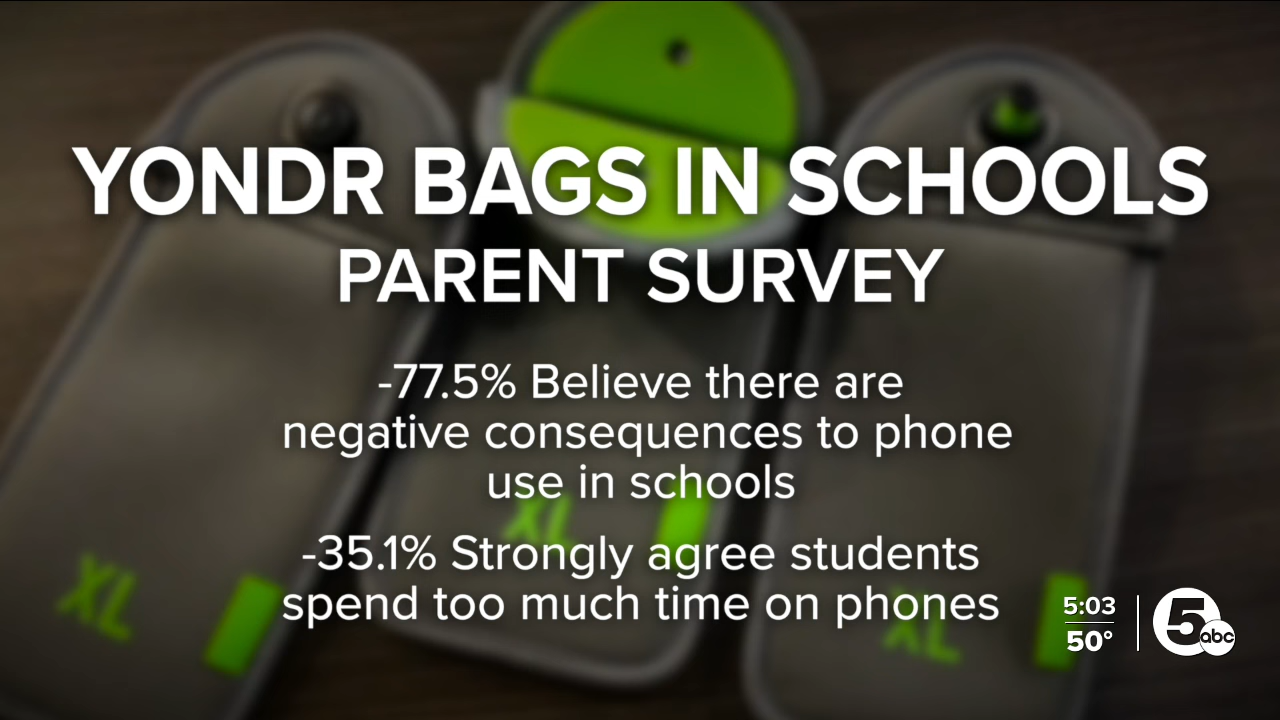 YONDR BAGS IN SCHOOLS
PARENT SURVEY
-77.5% Believe there are
negative consequences to phone
use in schools
-35.1% Strongly agree students
spend too much time on phones
XL
XL
XL
5:03
50°
5 abc